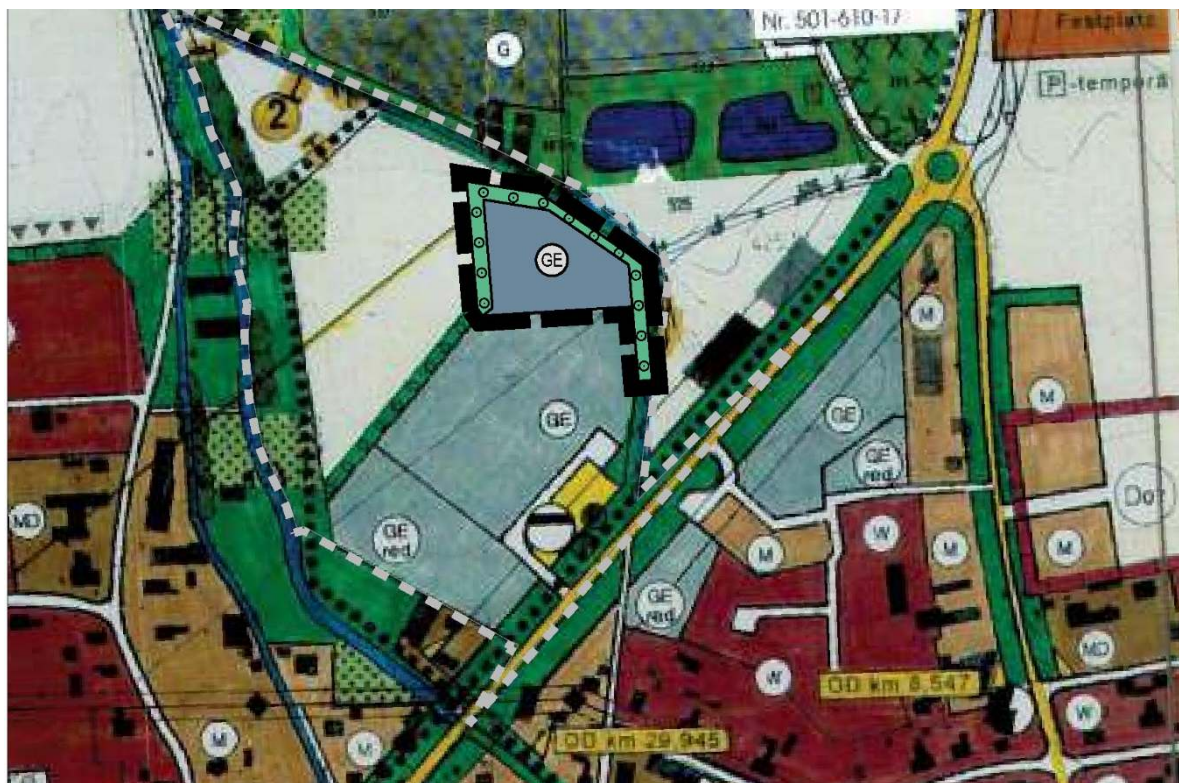 Nr. 501-610-17
Festplatz
G
P-temporä
2
GE
M
GE
M
GE
GE
red.
Dor
MD
GE
red.
W
M
M
M
GE
red.
MD
W
OD km 8,547
M
M
W
OD km 29,945